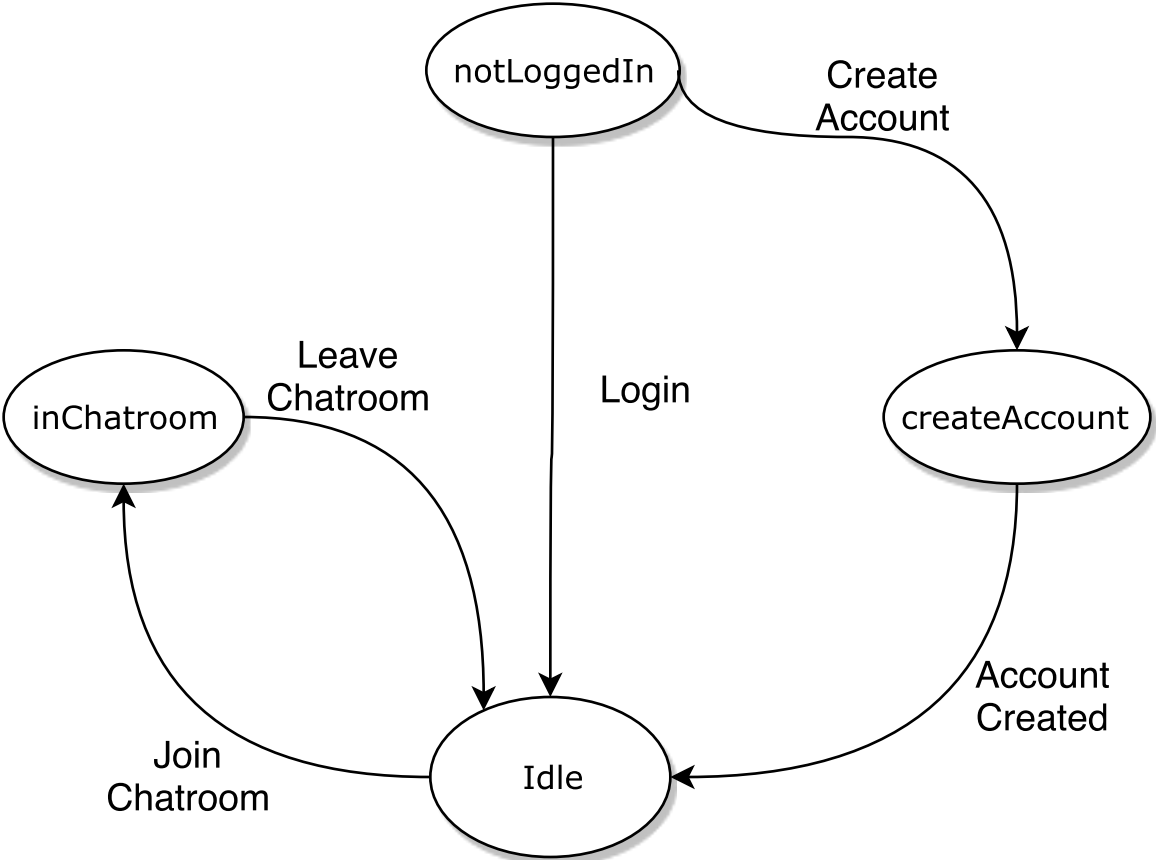 notLoggedIn
Create
Account
Leave
Chatroom
Login
inChatroom
createAccount
Account
Created
Join
Chatroom
Idle